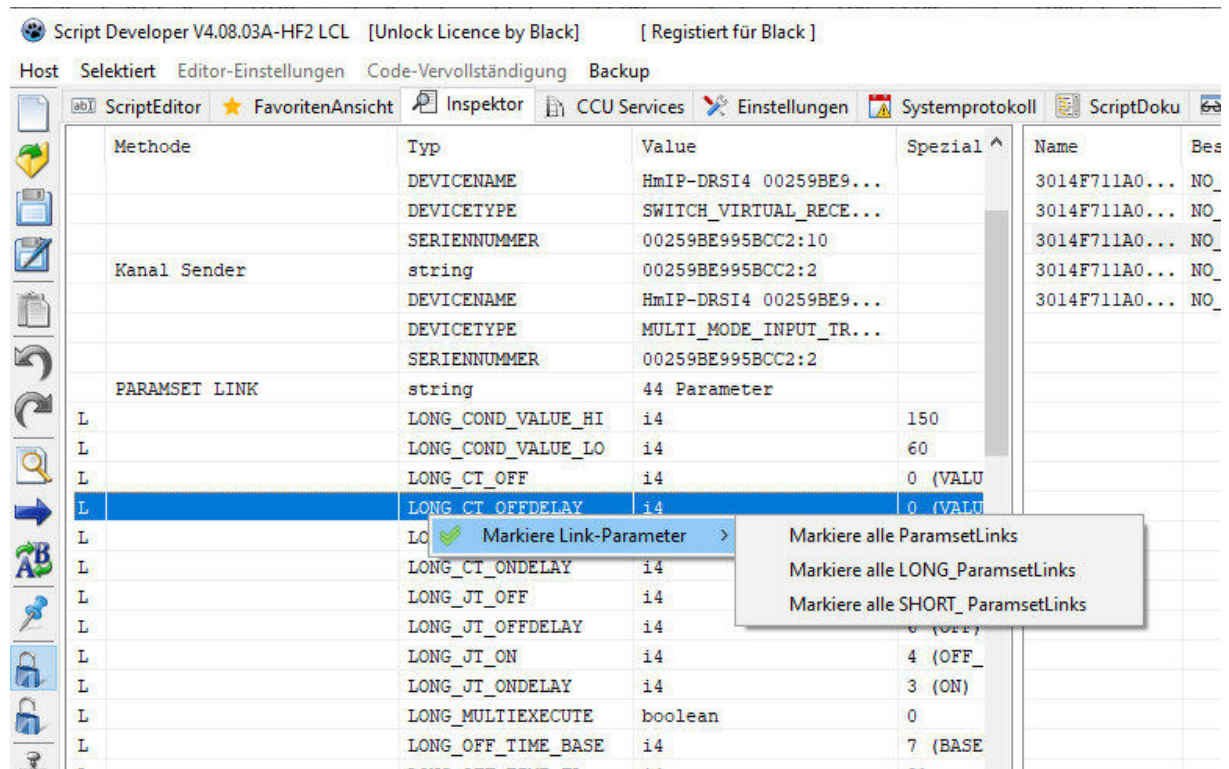 Script Developer V4.08.03A-HF2 LCL [Unlock Licence by Black] [ Registiert für Black ]
Host Selektiert Editor-Einstellungen Code-Vervollständigung Backup
ScriptEditor FavoritenAnsicht Inspektor CCU Services Einstellungen Systemprotokoll ScriptDoku
Methode Typ Value Spezial Name Bes
DEVICENAME HmIP-DRSI4 00259BE9... 3014F711A0... NO_
DEVICETYPE SWITCH_VIRTUAL_RECE... 3014F711A0... NO_
SERIENNUMMER 00259BE995BCC2:10 3014F711A0... NO_
Kanal Sender string 00259BE995BCC2:2 3014F711A0... NO_
DEVICENAME HmIP-DRSI4 00259BE9... 3014F711A0... NO_
DEVICETYPE MULTI_MODE_INPUT_TR...
SERIENNUMMER 00259BE995BCC2:2
PARAMSET LINK string 44 Parameter
L LONG_COND_VALUE_HI i4 150
L LONG_COND_VALUE_LO i4 60
L LONG_CT_OFF i4 0 (VALU
L LONG_CT_OFFDELAY i4 0 (VALU
L LO Markiere Link-Parameter > Markiere alle ParamsetLinks
L LONG_CT_ONDELAY i4 Markiere alle LONG_ParamsetLinks
L LONG_JT_OFF i4 Markiere alle SHORT_ ParamsetLinks
L LONG_JT_OFFDELAY i4 6 (OFF)
L LONG_JT_ON i4 4 (OFF_
L LONG_JT_ONDELAY i4 3 (ON)
L LONG_MULTIEXECUTE boolean 0
L LONG_OFF_TIME_BASE i4 7 (BASE